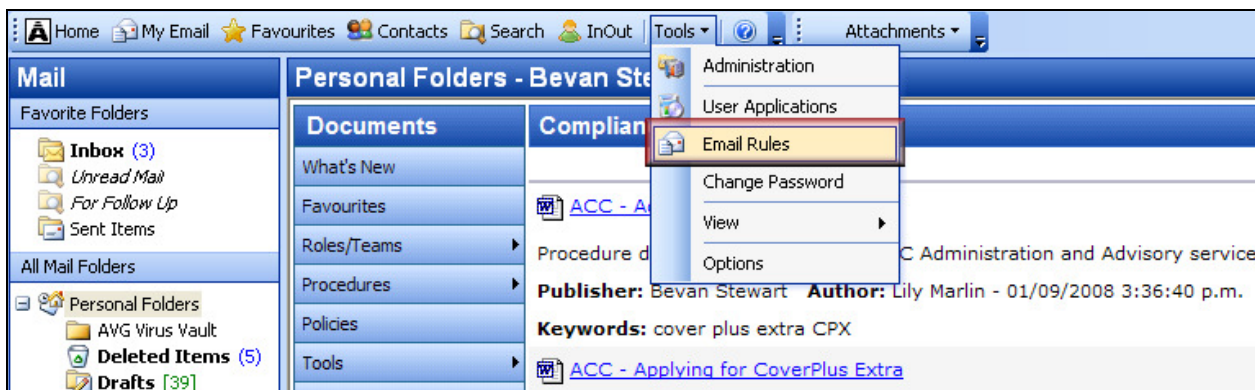 Home My Email Favourites Contacts Search InOut Tools Attachments
Mail
Favorite Folders
Inbox (3)
Unread Mail
For Follow Up
Sent Items
All Mail Folders
Personal Folders
AVG Virus Vault
Deleted Items (5)
Drafts [39]
Personal Folders - Bevan Ste
Documents
What's New
Favourites
Roles/Teams
Procedures
Policies
Tools
Administration
User Applications
Email Rules
Change Password
View
Options
Complian
ACC - A
Procedure d C Administration and Advisory service
Publisher: Bevan Stewart Author: Lily Marlin - 01/09/2008 3:36:40 p.m.
Keywords: cover plus extra CPX
ACC - Applying for CoverPlus Extra